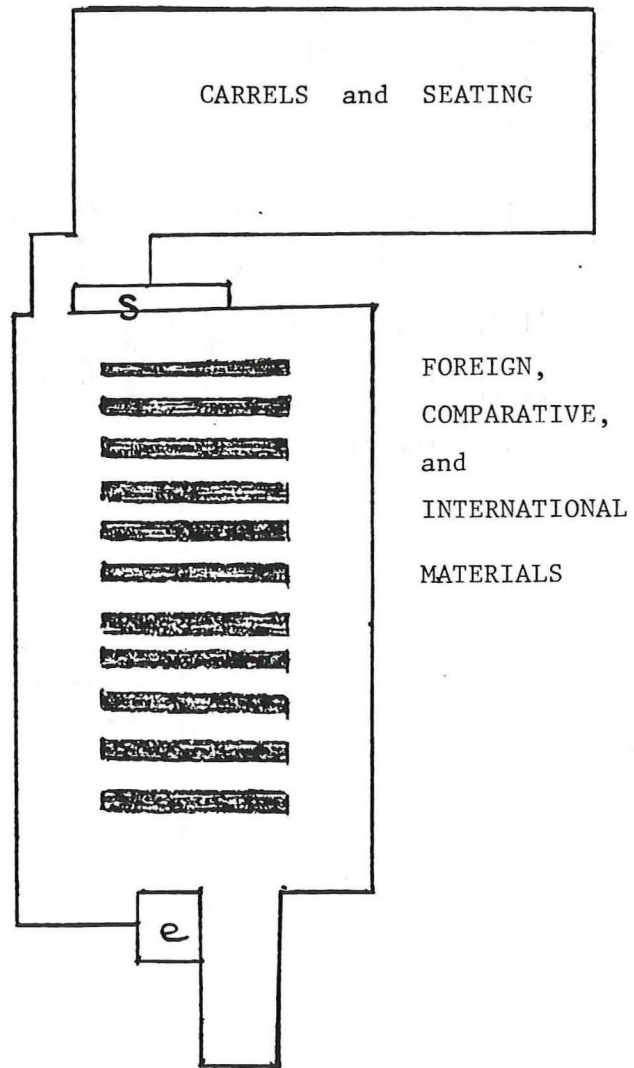 CARRELS and SEATING
S
FOREIGN,
COMPARATIVE,
and
INTERNATIONAL
MATERIALS
e